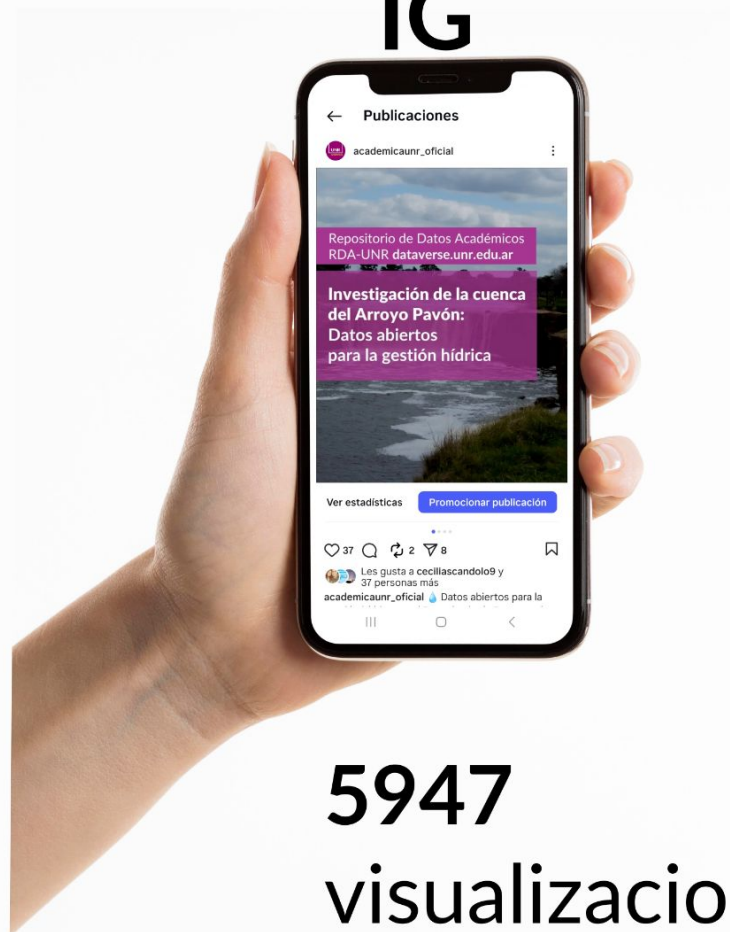 IG
Publicaciones
academicaunr_oficial
UNR
Repositorio de Datos Académicos
RDA-UNR dataverse.unr.edu.ar
Investigación de la cuenca
del Arroyo Pavón:
Datos abiertos
para la gestión hídrica
Ver estadísticas Promocionar publicación
37 2 8
Les gusta a ceciliascandolo9 y
37 personas más
academicaunr_oficial 💧 Datos abiertos para la
5947
visualizacio